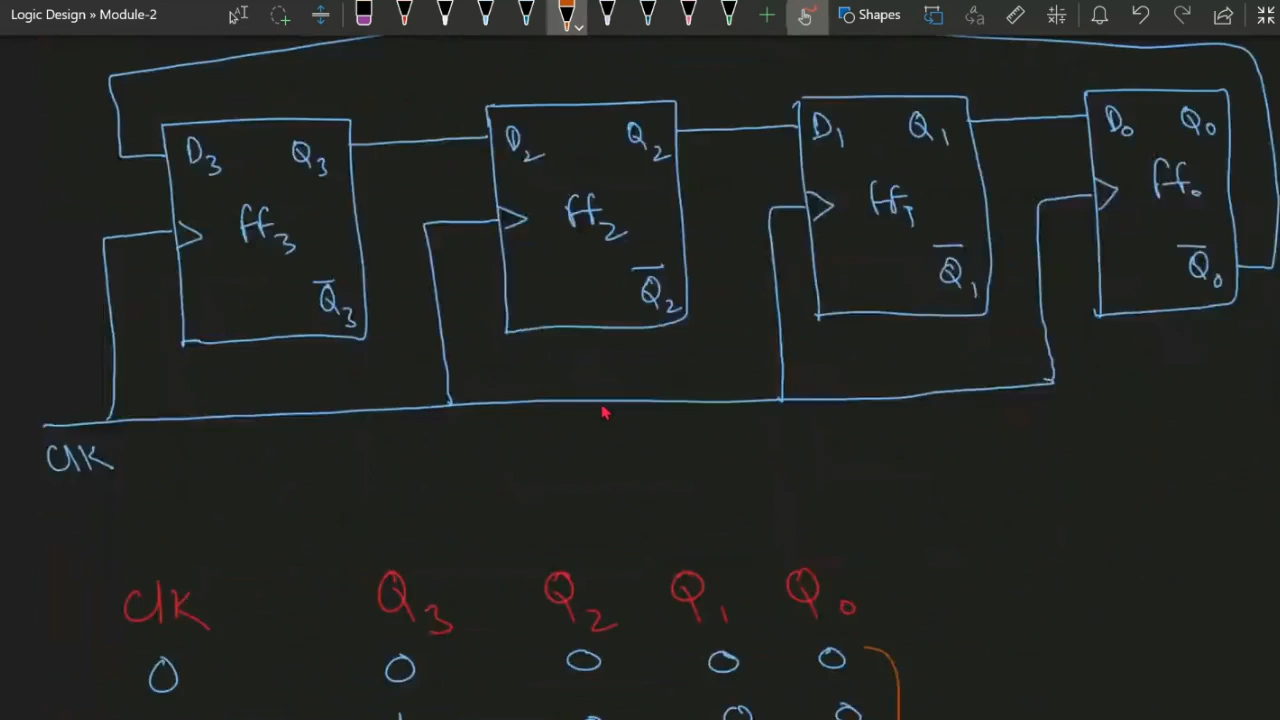 Logic Design » Module-2
Shapes
D₃ Q₃ D₂ Q₂ D₁ Q₁ D₀ Q₀
ff₃ ff₂ ff₁ ff₀
Q̅₃ Q̅₂ Q̅₁ Q̅₀
Clk
Clk Q₃ Q₂ Q₁ Q₀
0 0 0 0 0